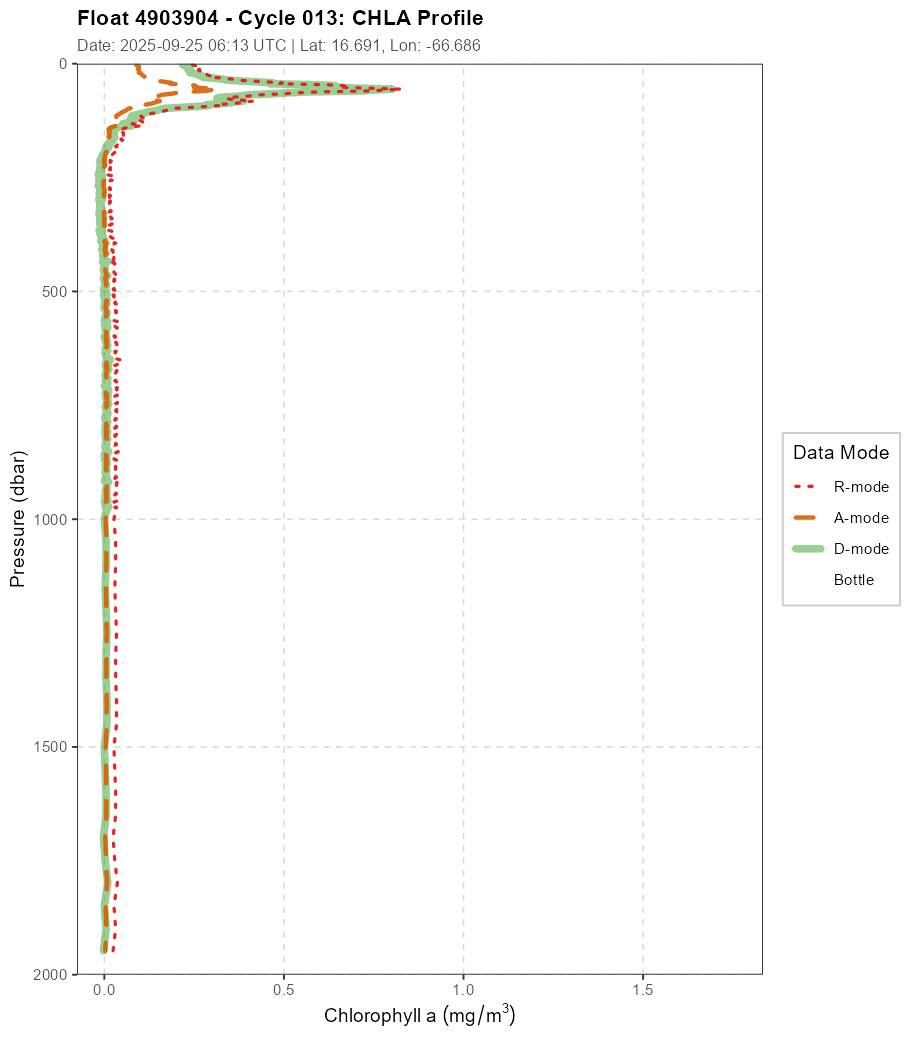 Float 4903904 - Cycle 013: CHLA Profile
Date: 2025-09-25 06:13 UTC | Lat: 16.691, Lon: -66.686
0
500
1000
1500
2000
Pressure (dbar)
0.0
0.5
1.0
1.5
Chlorophyll a (mg/m³)
Data Mode
R-mode
A-mode
D-mode
Bottle